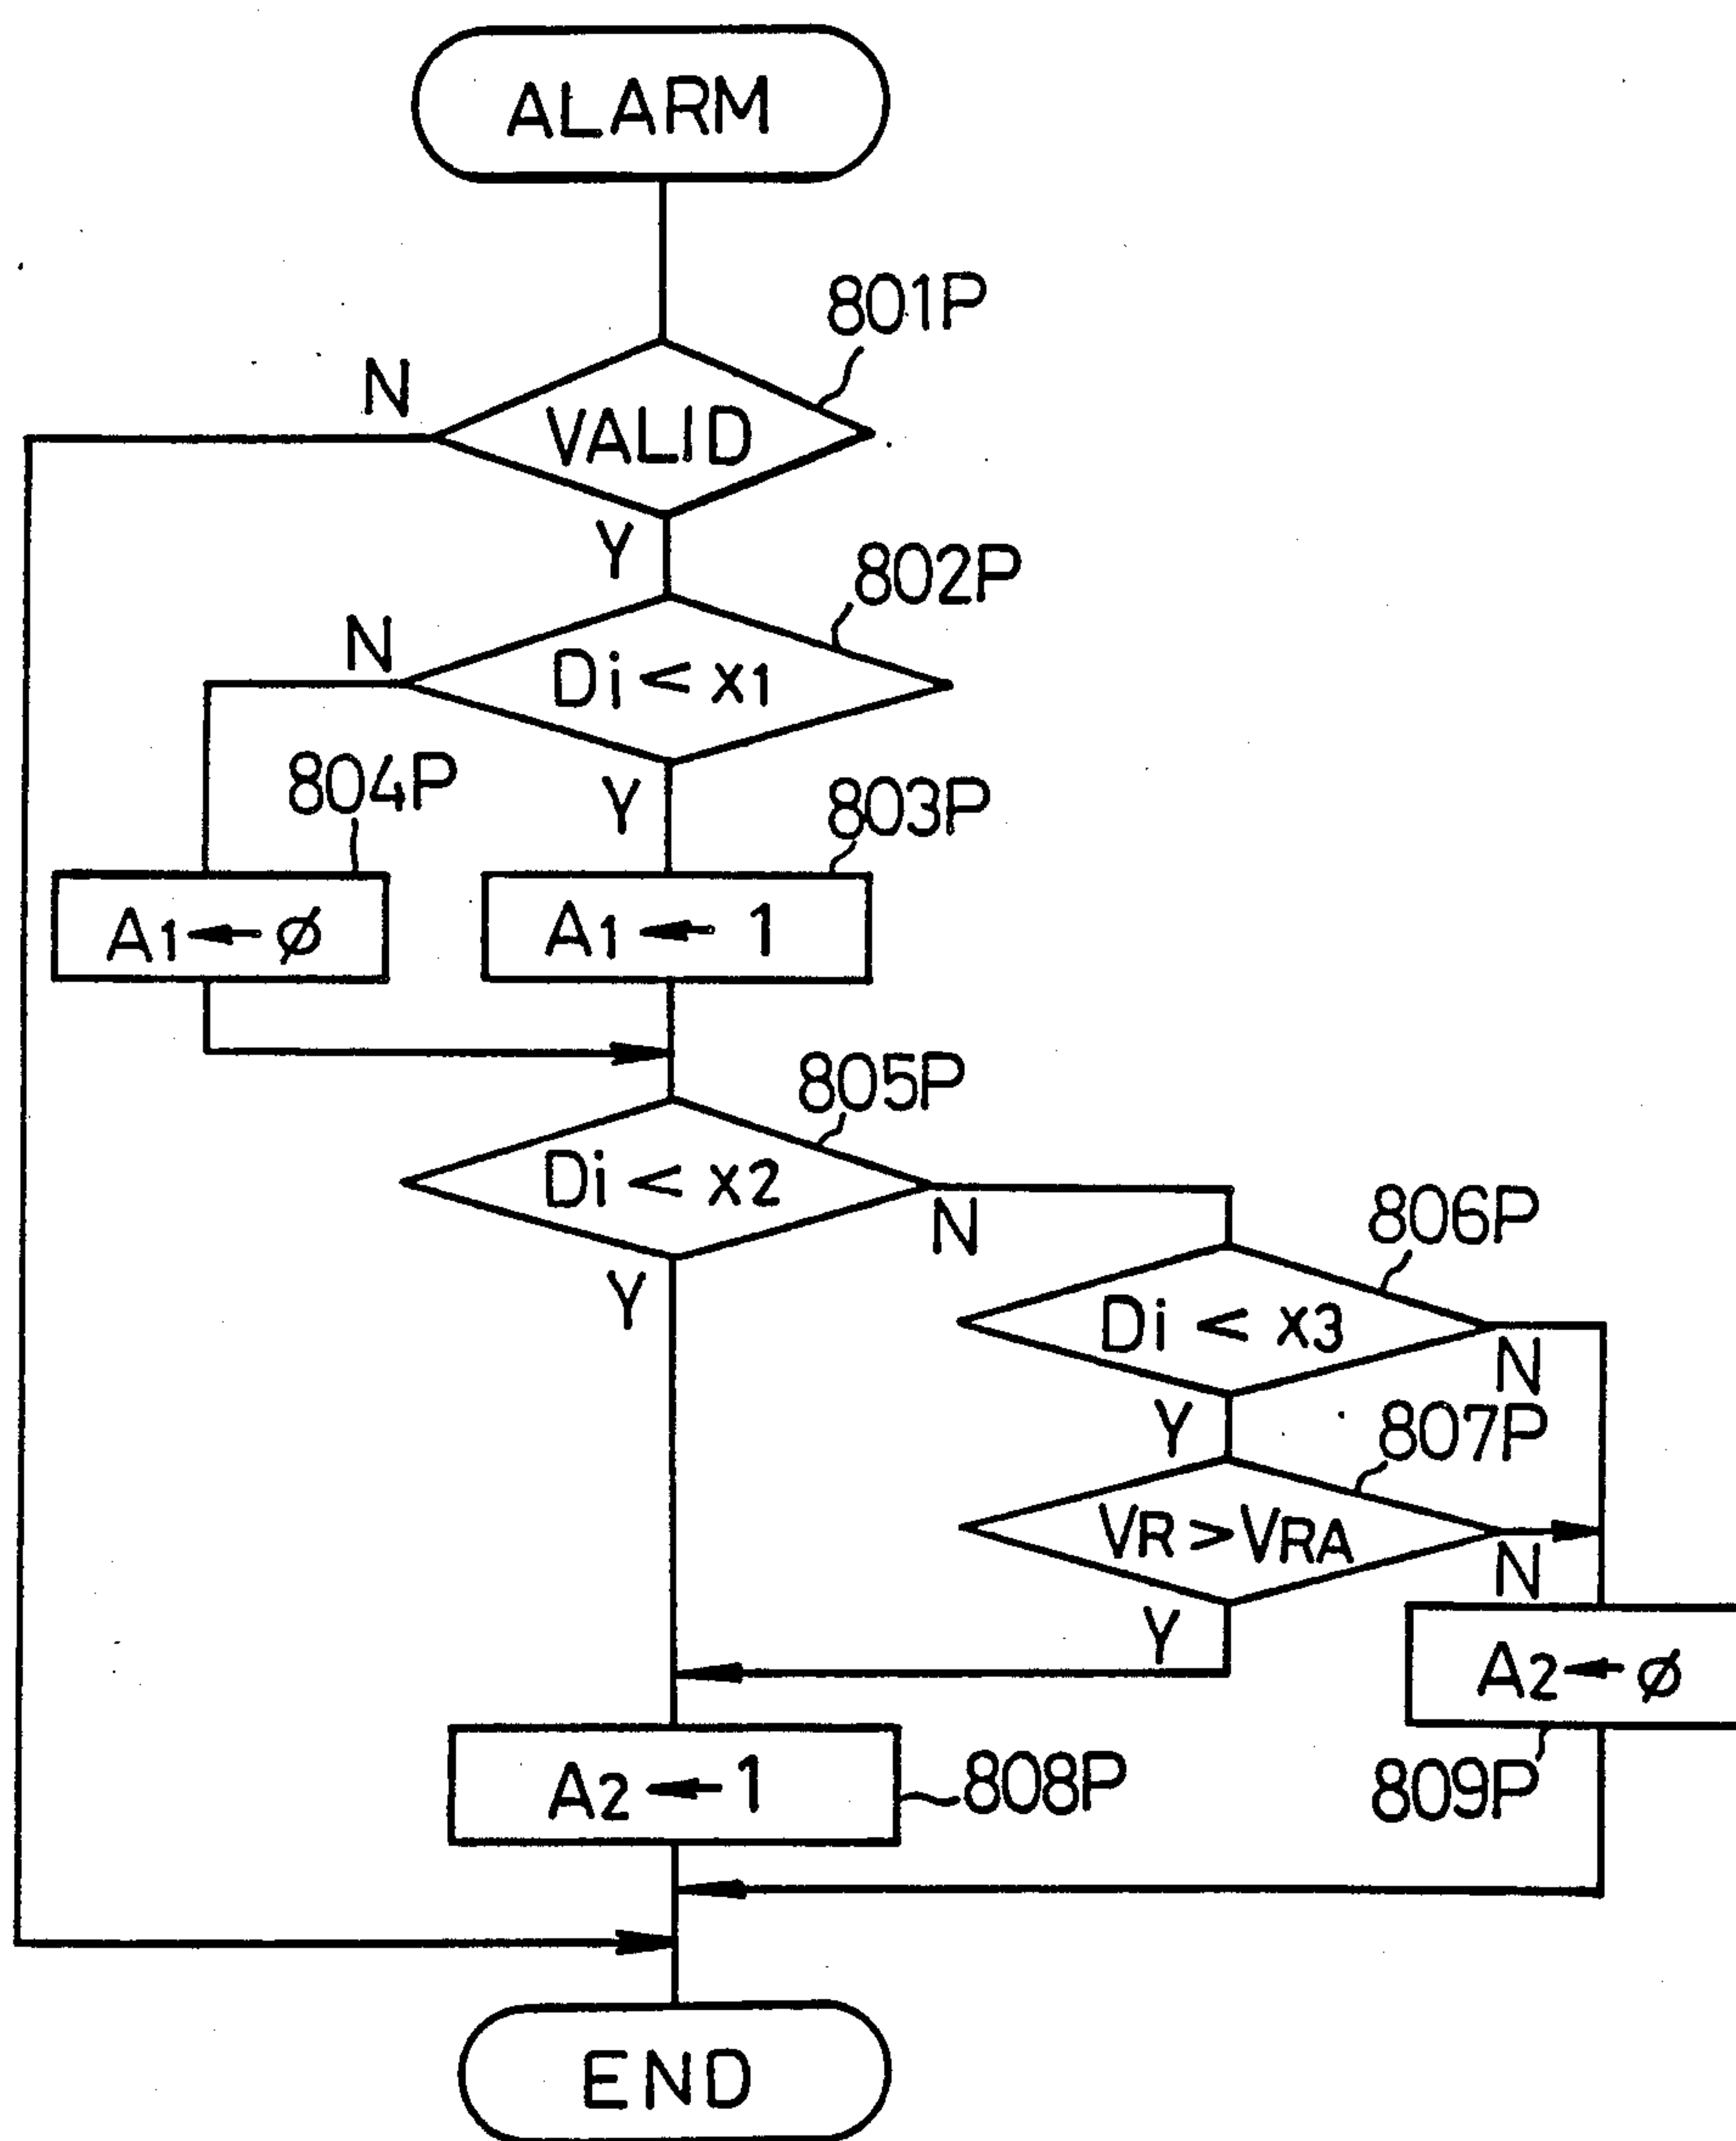 ALARM
801P
N
VALID
Y
802P
N
Di < x1
804P
Y
803P
A1 ← ø
A1 ← 1
805P
Di < x2
N
806P
Y
Di < x3
N
Y
807P
VR > VRA
N
Y
A2 ← ø
A2 ← 1
808P
809P
END